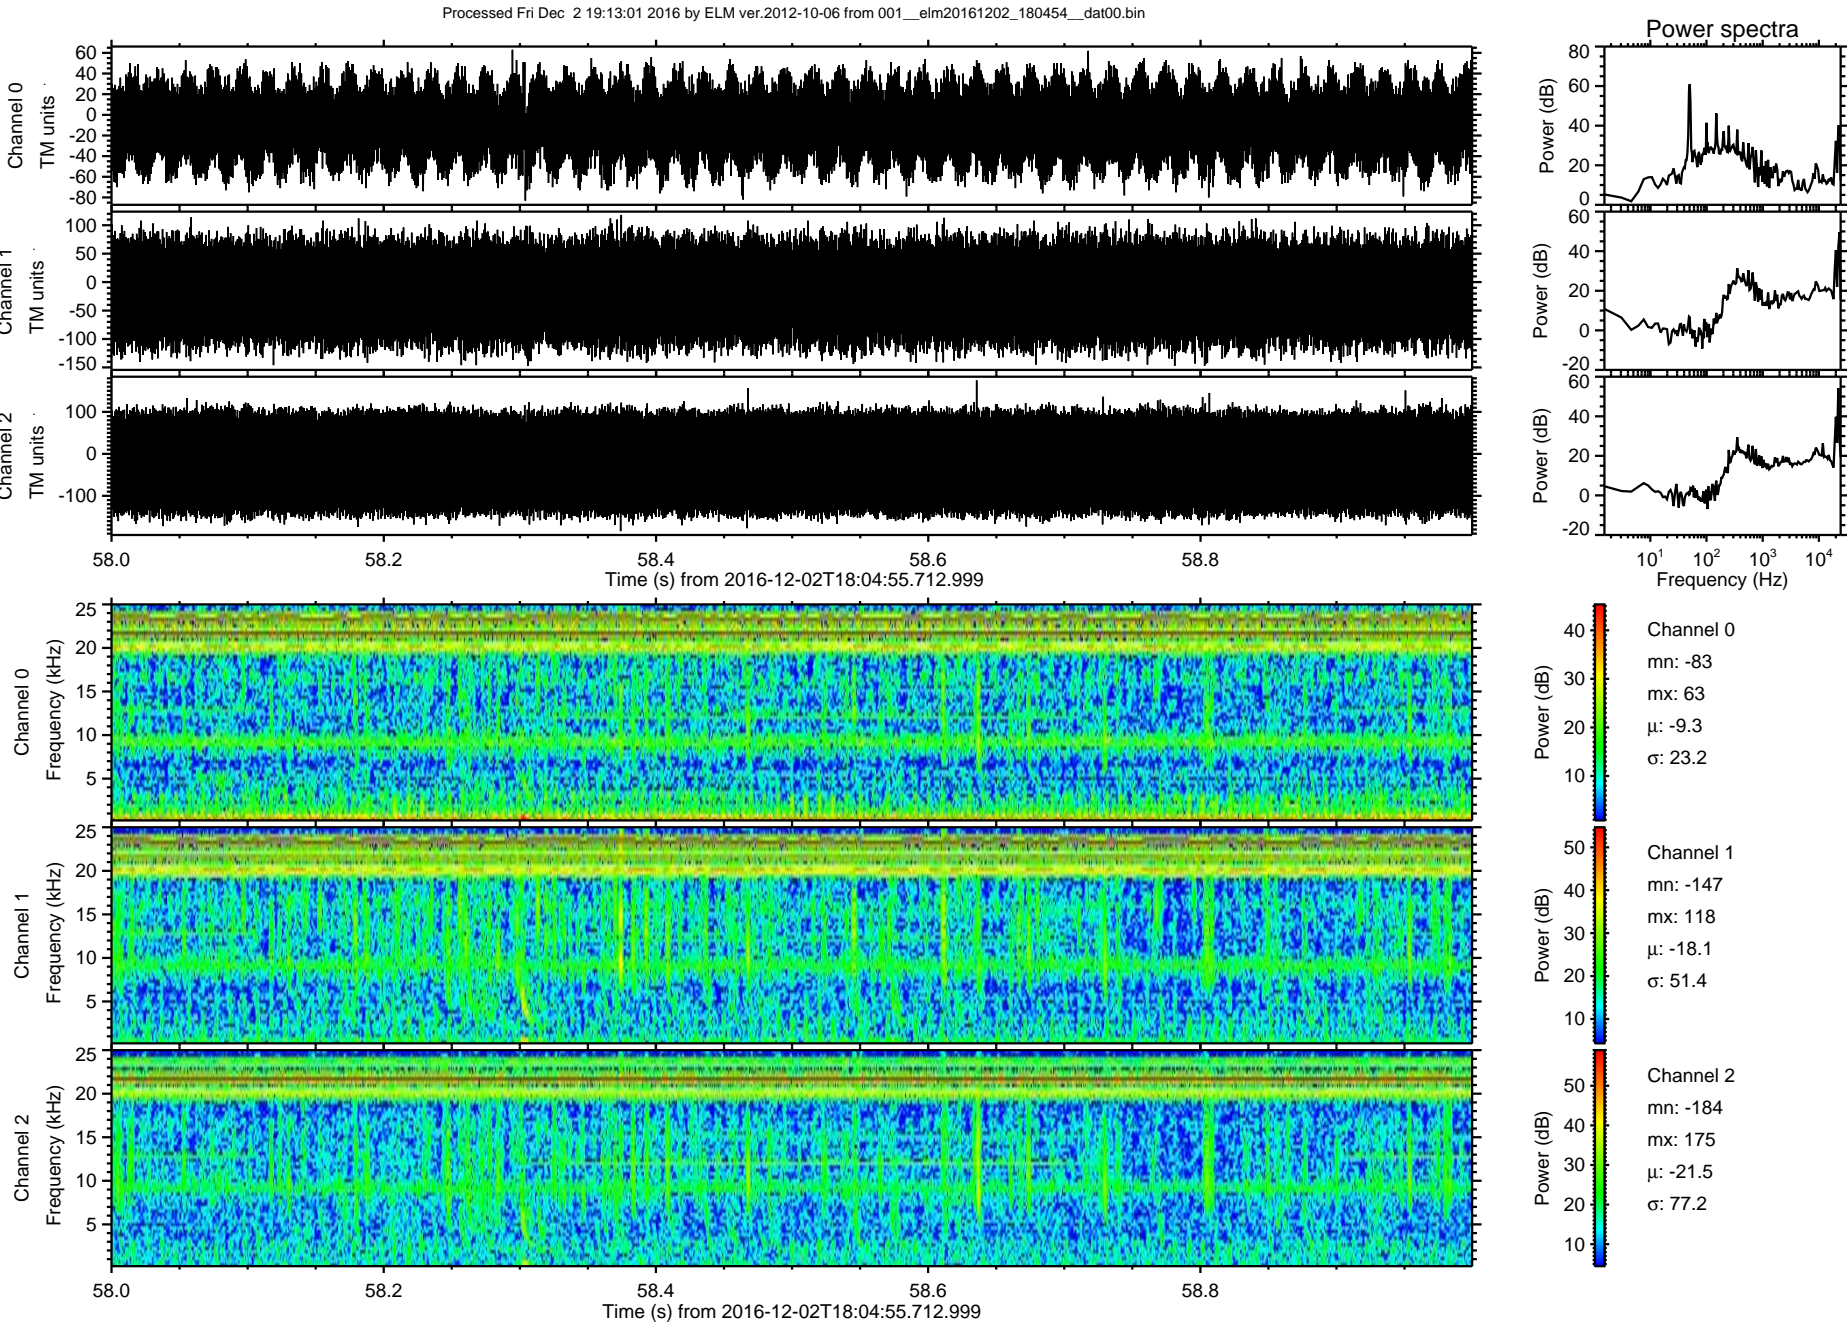 Processed Fri Dec  2 19:13:01 2016 by ELM ver.2012-10-06 from 001__elm20161202_180454__dat00.bin
Power spectra
Channel 0
TM units
60
40
20
0
-20
-40
-60
-80
Power (dB)
80
60
40
20
0
Channel 1
TM units
100
50
0
-50
-100
-150
Power (dB)
60
40
20
0
-20
Channel 2
TM units
100
0
-100
Power (dB)
60
40
20
0
-20
58.0 58.2 58.4 58.6 58.8
Time (s) from 2016-12-02T18:04:55.712.999
10^1 10^2 10^3 10^4
Frequency (Hz)
Channel 0
Frequency (kHz)
25
20
15
10
5
Power (dB)
40
30
20
10
Channel 0
mn: -83
mx: 63
μ: -9.3
σ: 23.2
Channel 1
Frequency (kHz)
25
20
15
10
5
Power (dB)
50
40
30
20
10
Channel 1
mn: -147
mx: 118
μ: -18.1
σ: 51.4
Channel 2
Frequency (kHz)
25
20
15
10
5
Power (dB)
50
40
30
20
10
Channel 2
mn: -184
mx: 175
μ: -21.5
σ: 77.2
58.0 58.2 58.4 58.6 58.8
Time (s) from 2016-12-02T18:04:55.712.999